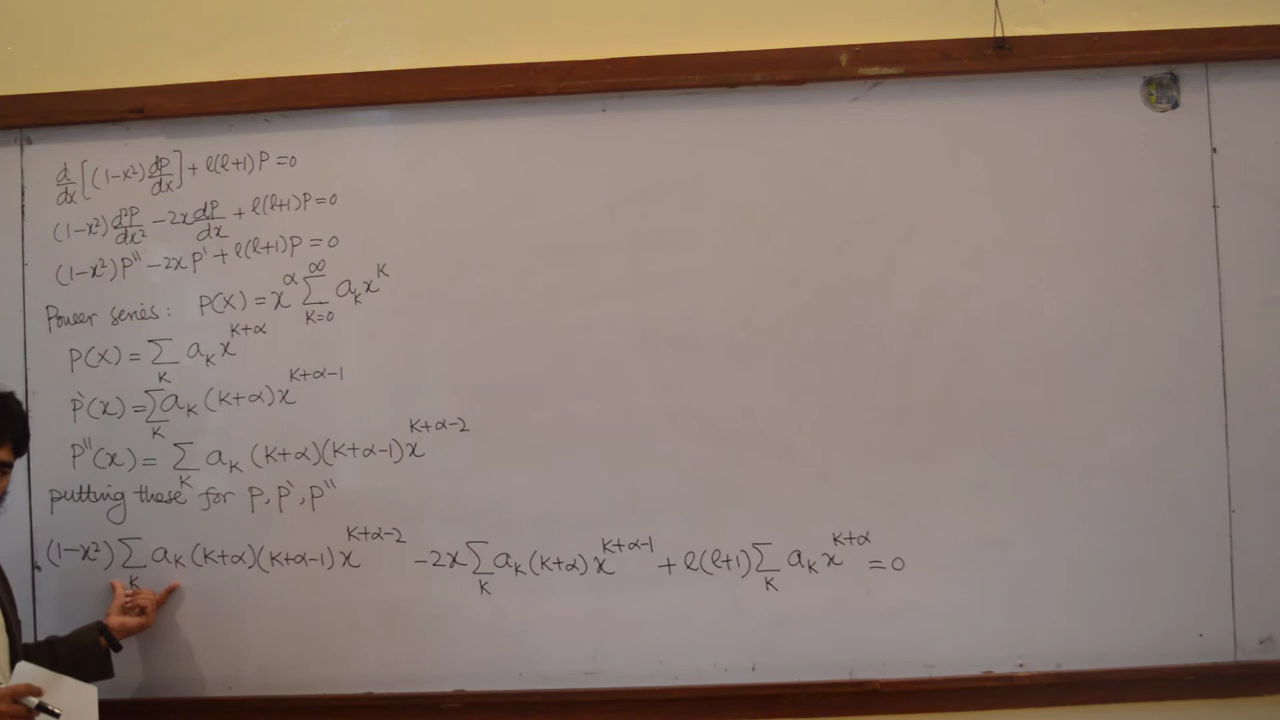 d/dx[(1-x²)dP/dx] + ℓ(ℓ+1)P = 0
(1-x²)d²P/dx² - 2x dP/dx + ℓ(ℓ+1)P = 0
(1-x²)P'' - 2xP' + ℓ(ℓ+1)P = 0
Power series: P(x) = x^α ∑_{K=0}^{∞} a_K x^K
P(x) = ∑_K a_K x^{K+α}
P'(x) = ∑_K a_K (K+α)x^{K+α-1}
P''(x) = ∑_K a_K (K+α)(K+α-1)x^{K+α-2}
putting these for P, P', P''
(1-x²)∑_K a_K (K+α)(K+α-1)x^{K+α-2} - 2x∑_K a_K (K+α)x^{K+α-1} + ℓ(ℓ+1)∑_K a_K x^{K+α} = 0